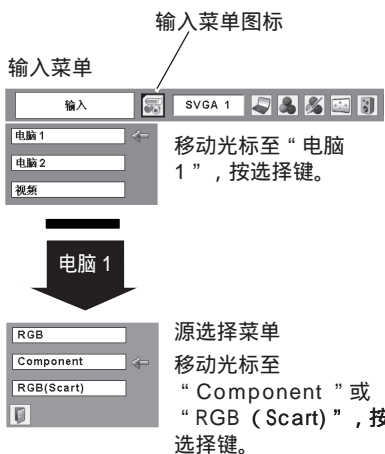 输入菜单图标
输入菜单
输入
SVGA 1
电脑 1
电脑 2
视频
移动光标至“ 电脑
1 ” ，按选择键。
电脑 1
RGB
Component
RGB(Scart)
源选择菜单
移动光标至
“ Component ” 或
“ RGB（Scart）” ，按
选择键。